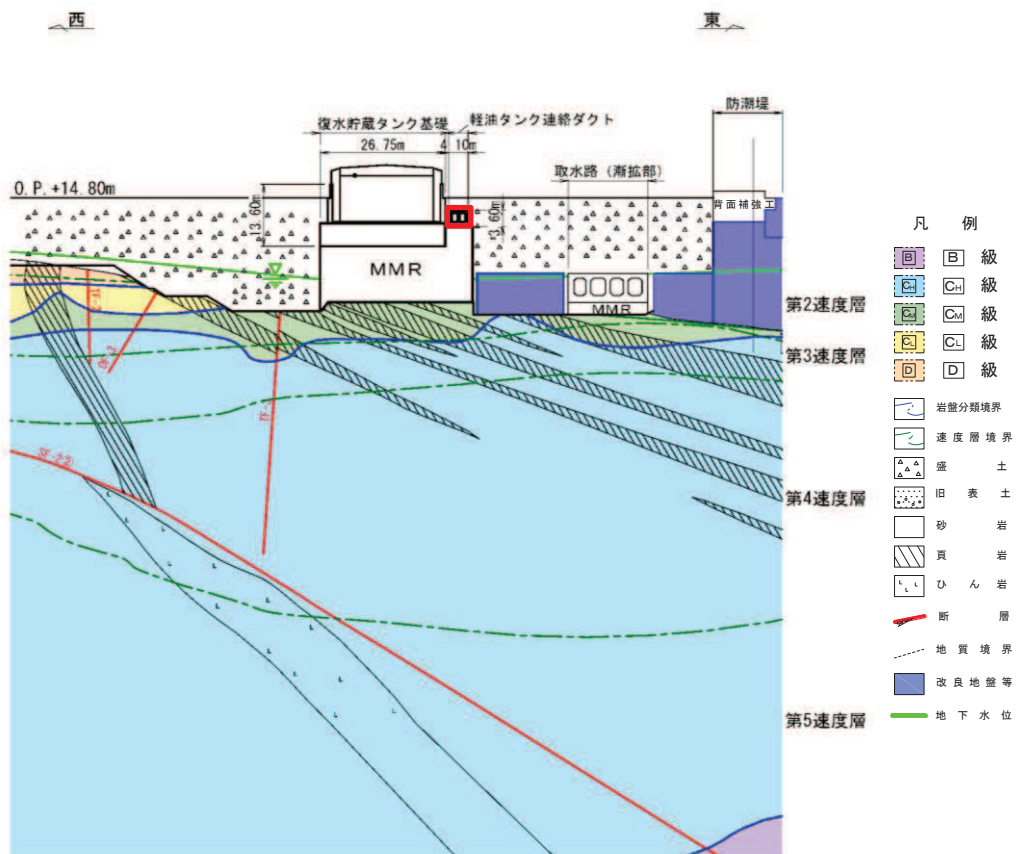 西
東
防潮堤
復水貯蔵タンク基礎
軽油タンク連絡ダクト
26.75m
4.10m
取水路（漸拡部）
O.P.+14.80m
背面補強工
13.60m
3.60m
MMR
MMR
第2速度層
第3速度層
第4速度層
第5速度層
凡 例
B B 級
CH CH 級
CM CM 級
CL CL 級
D D 級
岩盤分類境界
速度層境界
盛 土
旧 表 土
砂 岩
頁 岩
ひ ん 岩
断 層
地 質 境 界
改 良 地 盤 等
地 下 水 位